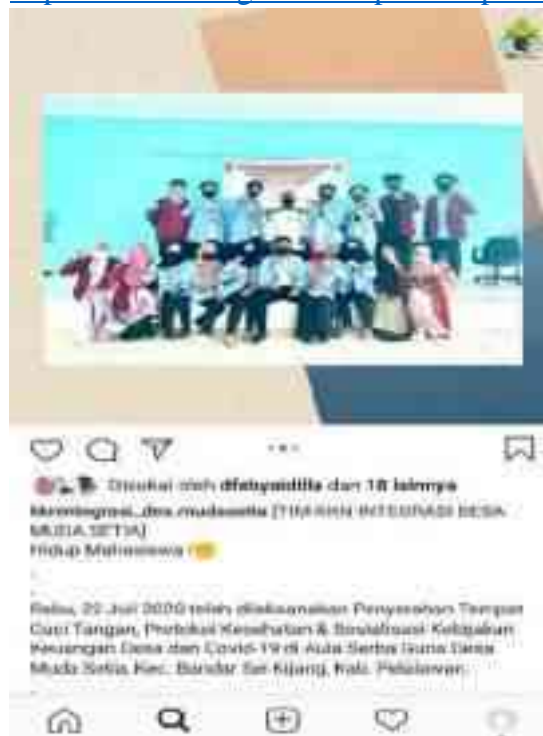 Disukai oleh dan 18 lainnya
[TIM KKN INTEGRASI DESA
MUDA SETIA]
Hidup Mahasiswa
Rabu, 22 Juli 2020 telah dilaksanakan Penyerahan Tempat
Cuci Tangan, Protokol Kesehatan & Sosialisasi Kebijakan
Keuangan Desa dan Covid-19 di Aula Serba Guna Desa
Muda Setia, Kec. Bandar Sei Kijang, Kab. Pelalawan.